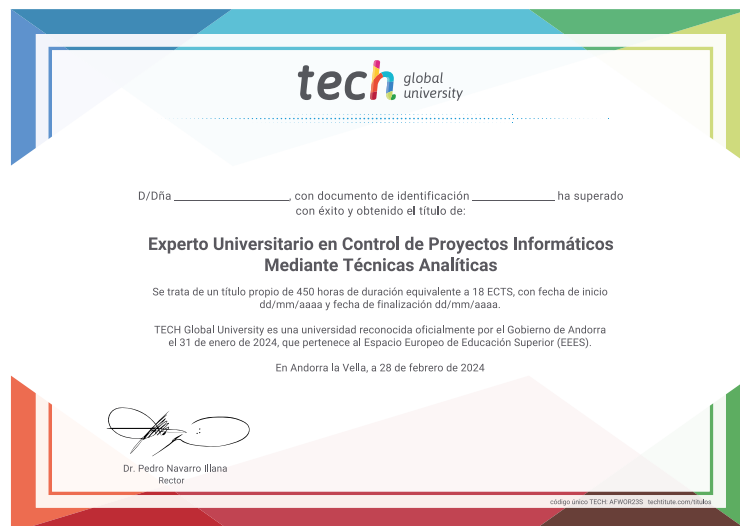 tech global university
D/Dña ____________________, con documento de identificación ______________ ha superado
con éxito y obtenido el título de:
Experto Universitario en Control de Proyectos Informáticos
Mediante Técnicas Analíticas
Se trata de un título propio de 450 horas de duración equivalente a 18 ECTS, con fecha de inicio
dd/mm/aaaa y fecha de finalización dd/mm/aaaa.
TECH Global University es una universidad reconocida oficialmente por el Gobierno de Andorra
el 31 de enero de 2024, que pertenece al Espacio Europeo de Educación Superior (EEES).
En Andorra la Vella, a 28 de febrero de 2024
Dr. Pedro Navarro Illana
Rector
código único TECH: AFWOR23S techtitute.com/titulos